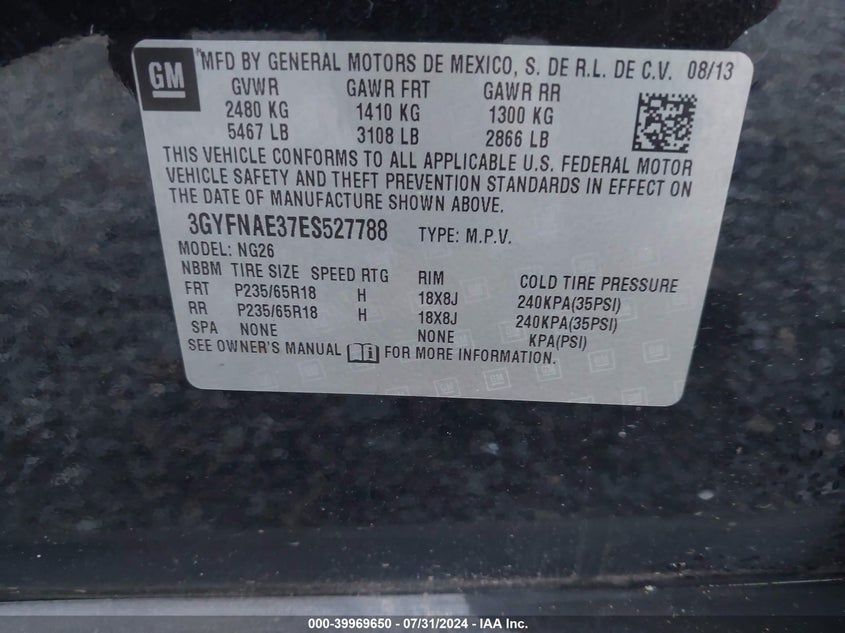 GM MFD BY GENERAL MOTORS DE MEXICO, S. DE R.L. DE C.V. 08/13
GVWR GAWR FRT GAWR RR
2480 KG 1410 KG 1300 KG
5467 LB 3108 LB 2866 LB
THIS VEHICLE CONFORMS TO ALL APPLICABLE U.S. FEDERAL MOTOR
VEHICLE SAFETY AND THEFT PREVENTION STANDARDS IN EFFECT ON
THE DATE OF MANUFACTURE SHOWN ABOVE.
3GYFNAE37ES527788 TYPE: M.P.V.
MODEL: NG26
NBBM TIRE SIZE SPEED RTG RIM COLD TIRE PRESSURE
FRT P235/65R18 H 18X8J 240KPA(35PSI)
RR P235/65R18 H 18X8J 240KPA(35PSI)
SPA NONE NONE KPA(PSI)
SEE OWNER'S MANUAL FOR MORE INFORMATION.
000-39969650 - 07/31/2024 - IAA Inc.